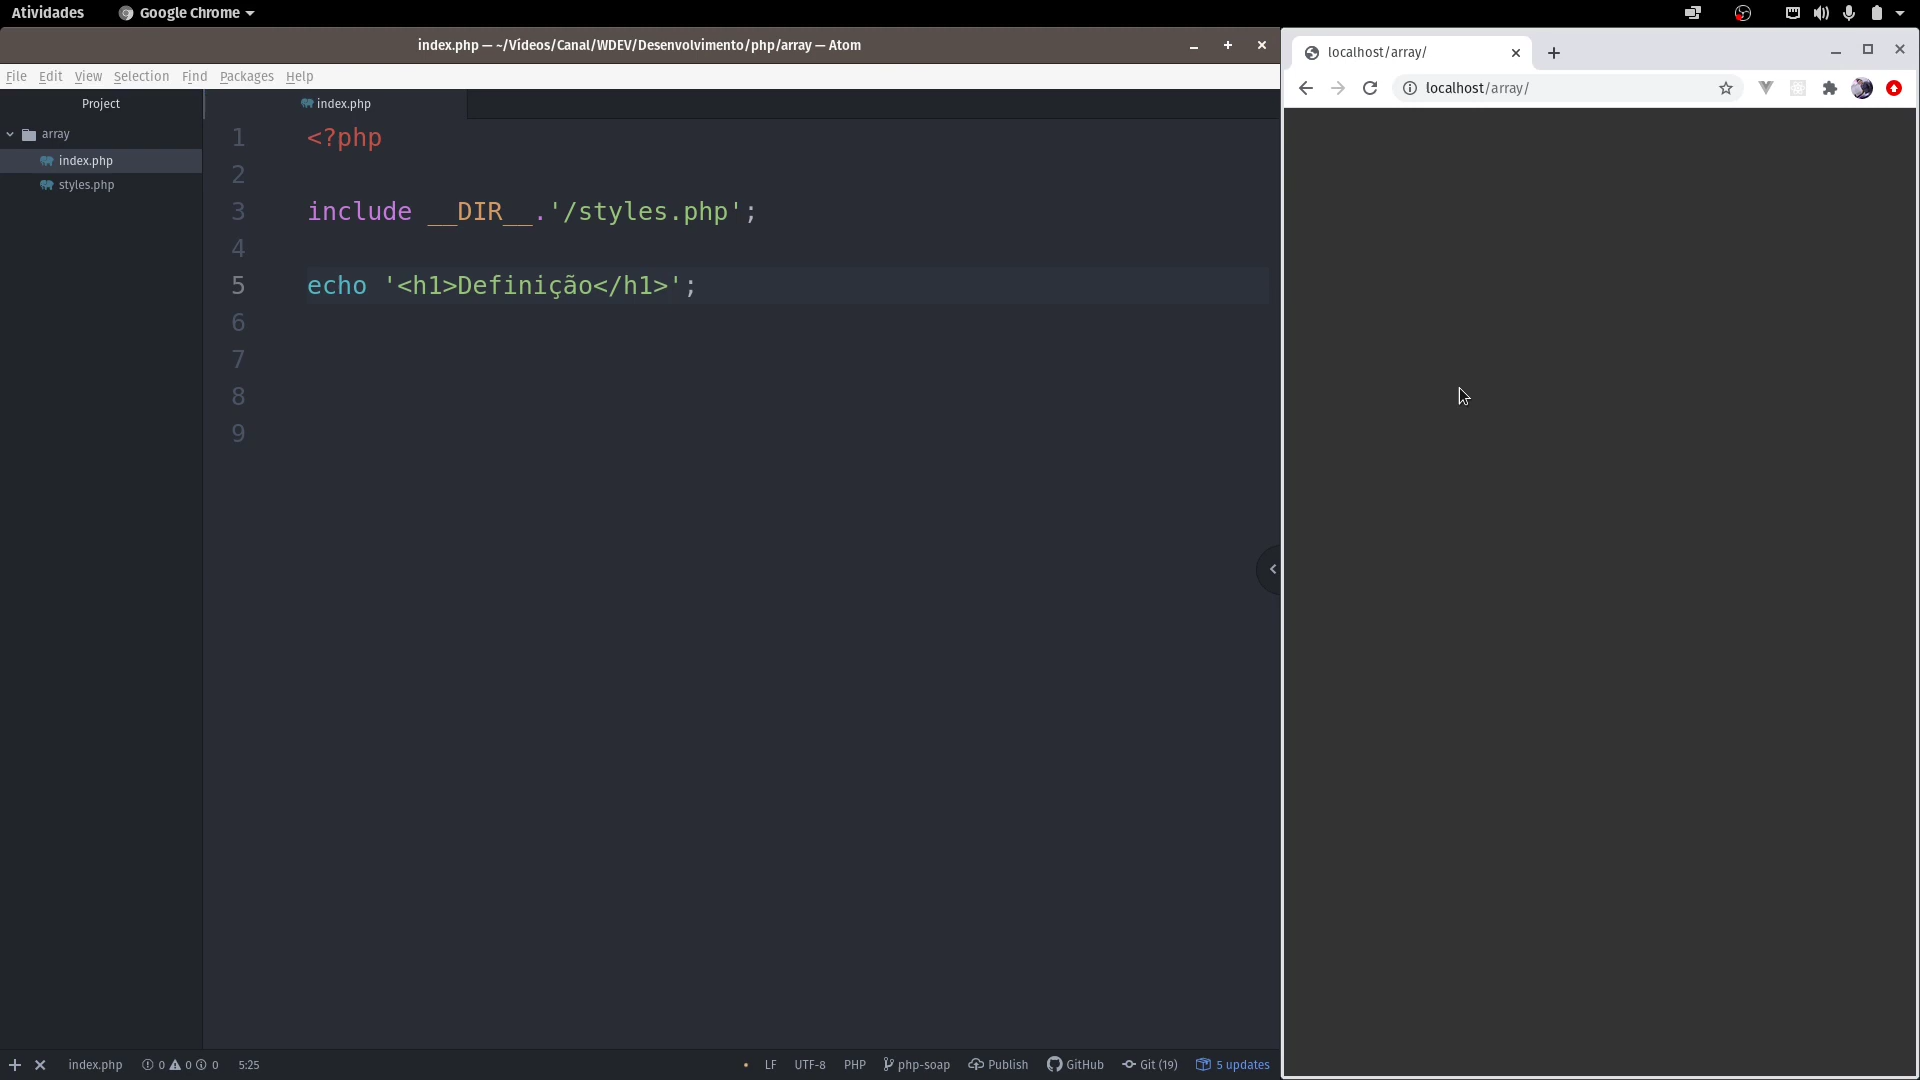 Atividades
Google Chrome
index.php — ~/Vídeos/Canal/WDEV/Desenvolvimento/php/array — Atom
File Edit View Selection Find Packages Help
Project
array
index.php
styles.php
index.php
1 <?php
2
3 include __DIR__.'/styles.php';
4
5 echo '<h1>Definição</h1>';
6
7
8
9
index.php
0 0 0
5:25
LF UTF-8 PHP php-soap Publish GitHub Git (19) 5 updates
localhost/array/
localhost/array/